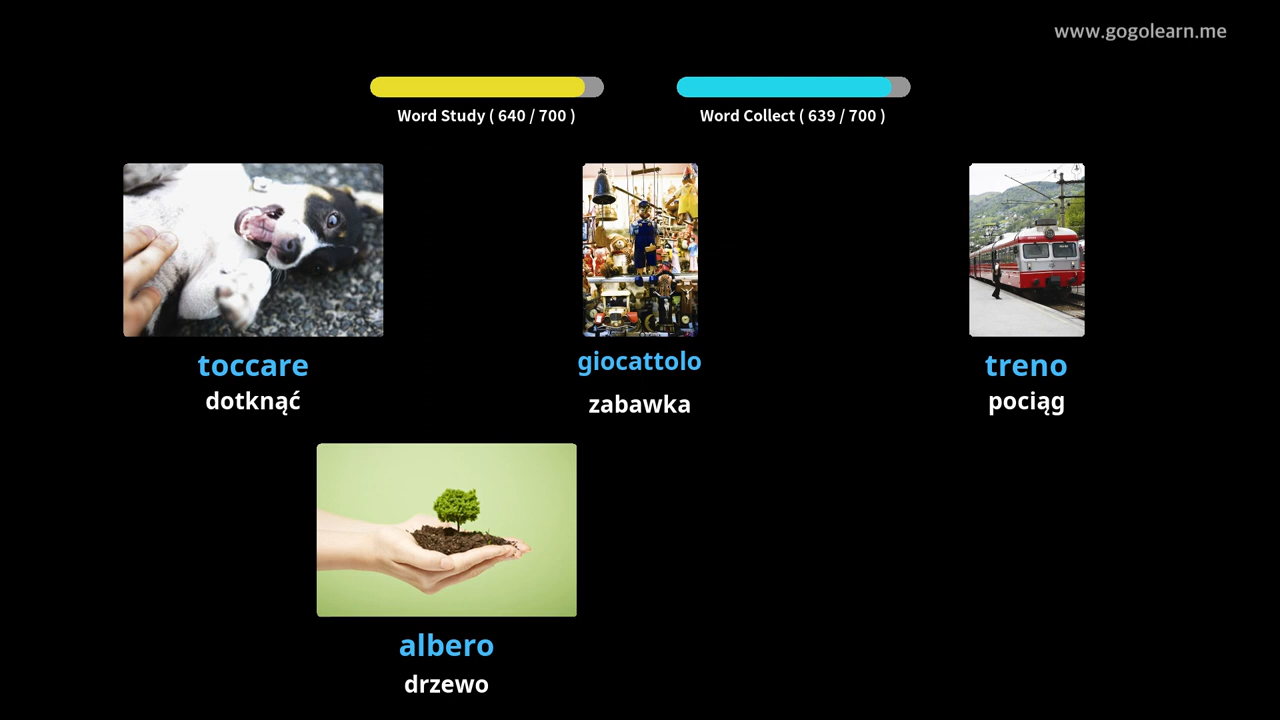 www.gogolearn.me
Word Study ( 640 / 700 )
Word Collect ( 639 / 700 )
toccare
dotknąć
giocattolo
zabawka
treno
pociąg
albero
drzewo